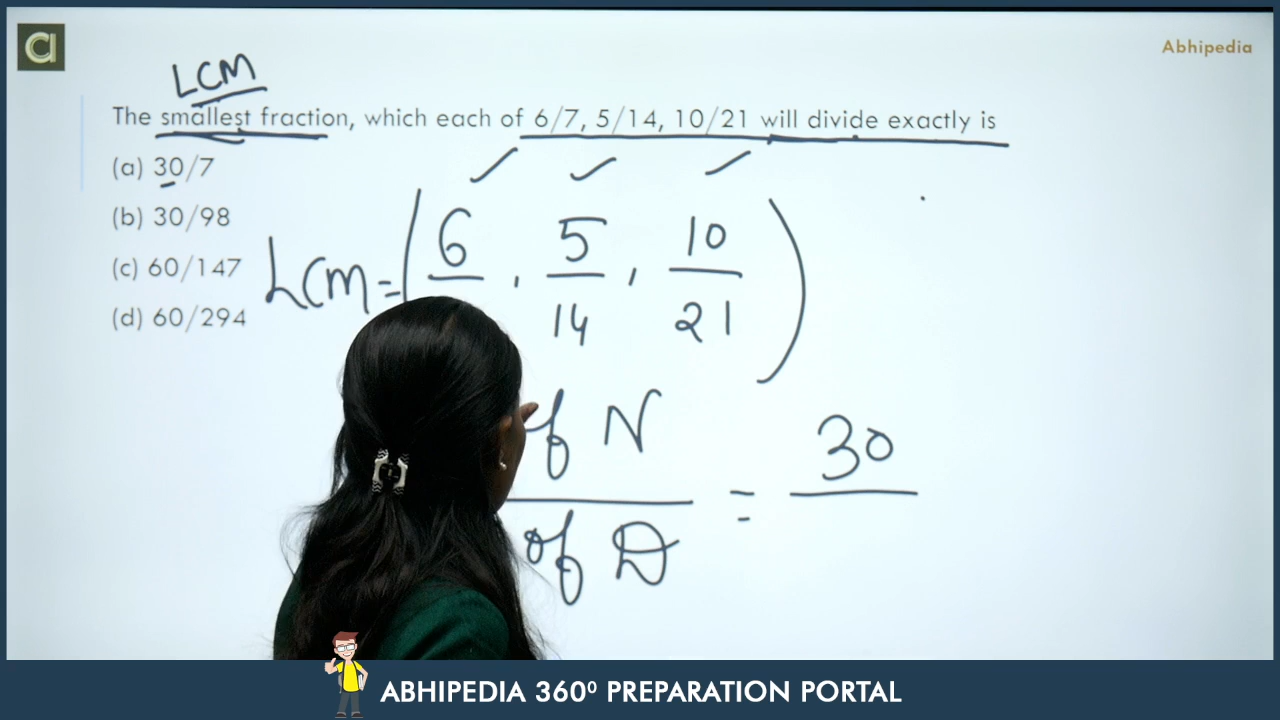 Abhipedia
LCM
The smallest fraction, which each of 6/7, 5/14, 10/21 will divide exactly is
(a) 30/7
(b) 30/98
(c) 60/147
(d) 60/294
LCM = ( 6 , 5 , 10 )
14 21
of N = 30
of D
ABHIPEDIA 360⁰ PREPARATION PORTAL